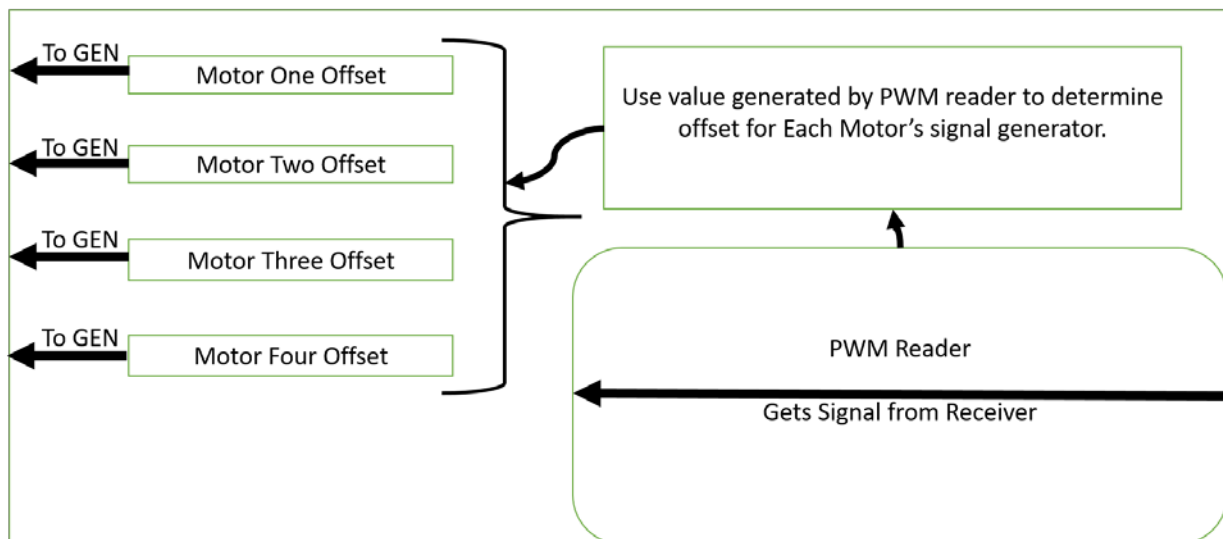 To GEN
Motor One Offset
To GEN
Motor Two Offset
To GEN
Motor Three Offset
To GEN
Motor Four Offset
Use value generated by PWM reader to determine
offset for Each Motor's signal generator.
PWM Reader
Gets Signal from Receiver